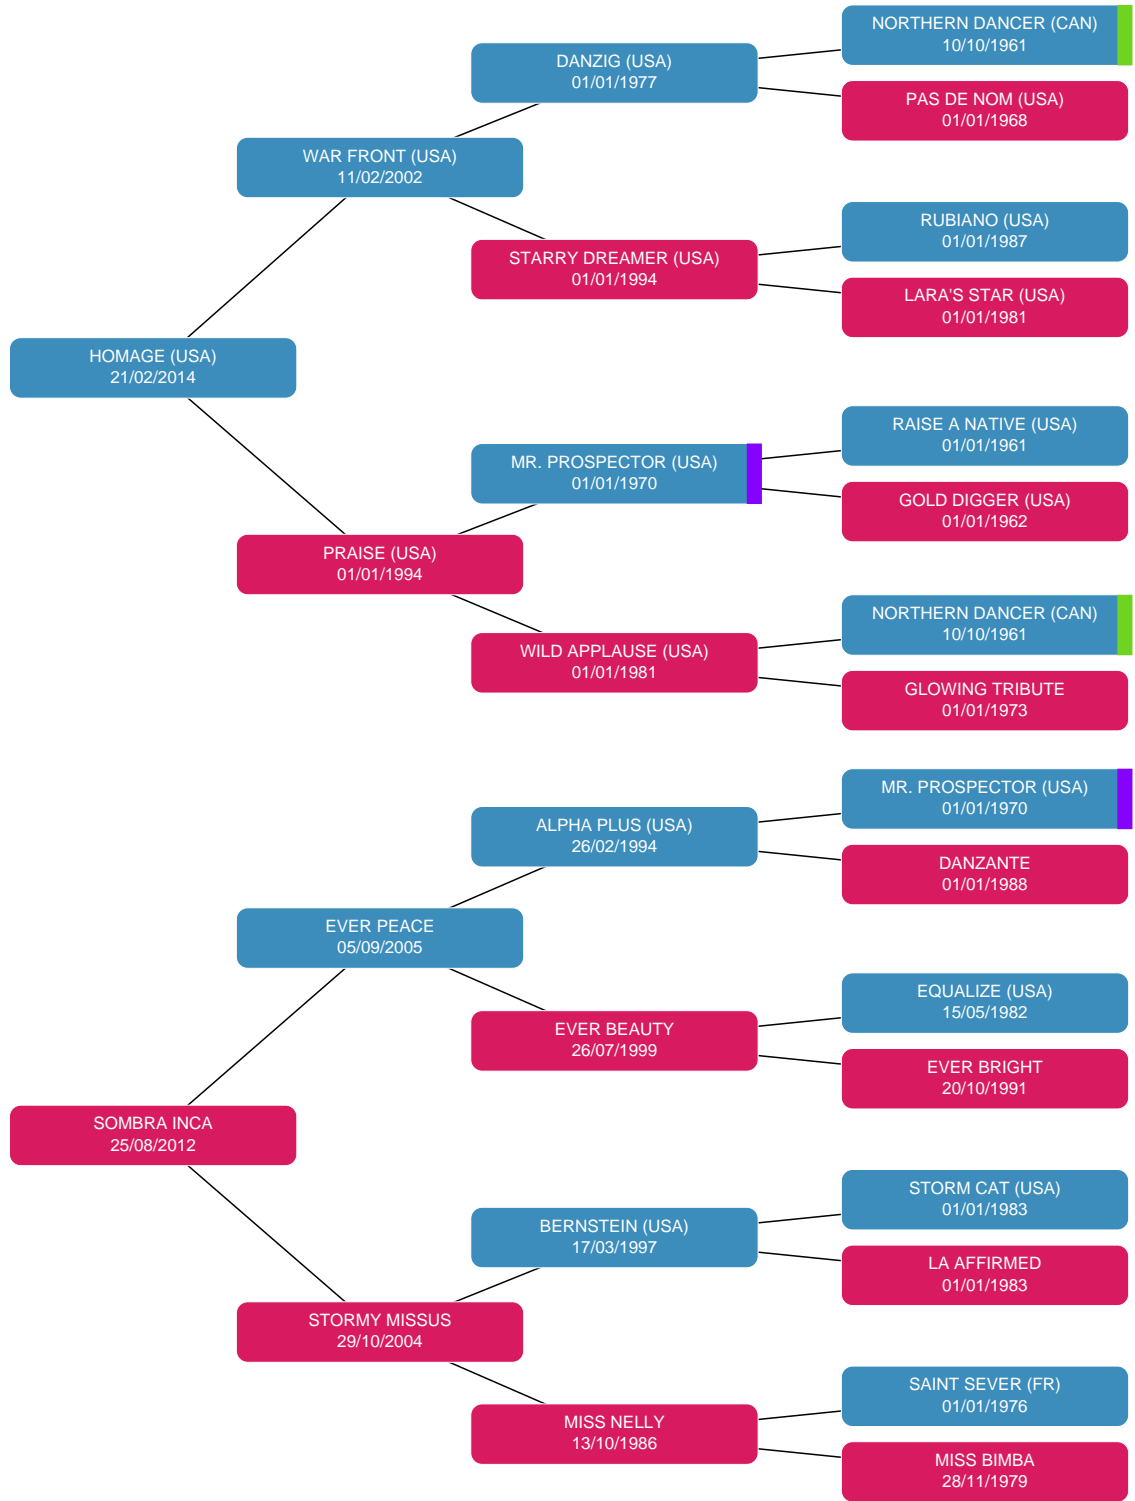 NORTHERN DANCER (CAN)
10/10/1961
DANZIG (USA)
01/01/1977
PAS DE NOM (USA)
01/01/1968
WAR FRONT (USA)
11/02/2002
RUBIANO (USA)
01/01/1987
STARRY DREAMER (USA)
01/01/1994
LARA'S STAR (USA)
01/01/1981
HOMAGE (USA)
21/02/2014
RAISE A NATIVE (USA)
01/01/1961
MR. PROSPECTOR (USA)
01/01/1970
GOLD DIGGER (USA)
01/01/1962
PRAISE (USA)
01/01/1994
NORTHERN DANCER (CAN)
10/10/1961
WILD APPLAUSE (USA)
01/01/1981
GLOWING TRIBUTE
01/01/1973
MR. PROSPECTOR (USA)
01/01/1970
ALPHA PLUS (USA)
26/02/1994
DANZANTE
01/01/1988
EVER PEACE
05/09/2005
EQUALIZE (USA)
15/05/1982
EVER BEAUTY
26/07/1999
EVER BRIGHT
20/10/1991
SOMBRA INCA
25/08/2012
STORM CAT (USA)
01/01/1983
BERNSTEIN (USA)
17/03/1997
LA AFFIRMED
01/01/1983
STORMY MISSUS
29/10/2004
SAINT SEVER (FR)
01/01/1976
MISS NELLY
13/10/1986
MISS BIMBA
28/11/1979